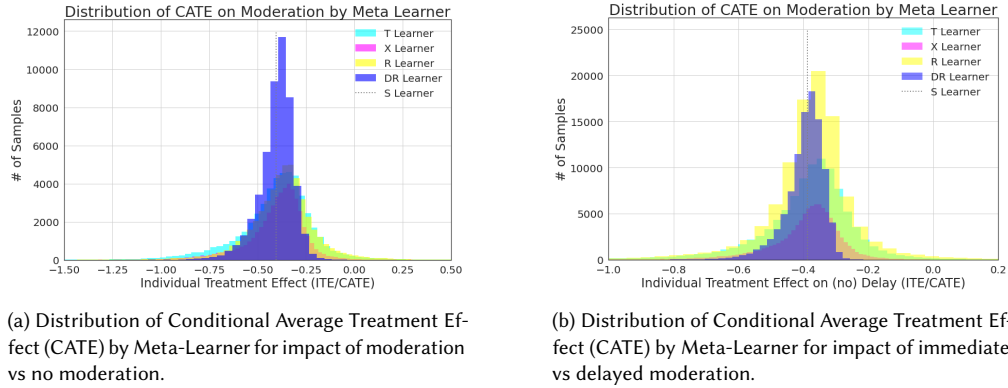 Distribution of CATE on Moderation by Meta Learner
# of Samples
12000
10000
8000
6000
4000
2000
0
T Learner
X Learner
R Learner
DR Learner
S Learner
−1.50 −1.25 −1.00 −0.75 −0.50 −0.25 0.00 0.25 0.50
Individual Treatment Effect (ITE/CATE)
(a) Distribution of Conditional Average Treatment Ef-
fect (CATE) by Meta-Learner for impact of moderation
vs no moderation.
Distribution of CATE on Moderation by Meta Learner
# of Samples
25000
20000
15000
10000
5000
0
T Learner
X Learner
R Learner
DR Learner
S Learner
−1.0 −0.8 −0.6 −0.4 −0.2 0.0 0.2
Individual Treatment Effect on (no) Delay (ITE/CATE)
(b) Distribution of Conditional Average Treatment Ef-
fect (CATE) by Meta-Learner for impact of immediate
vs delayed moderation.